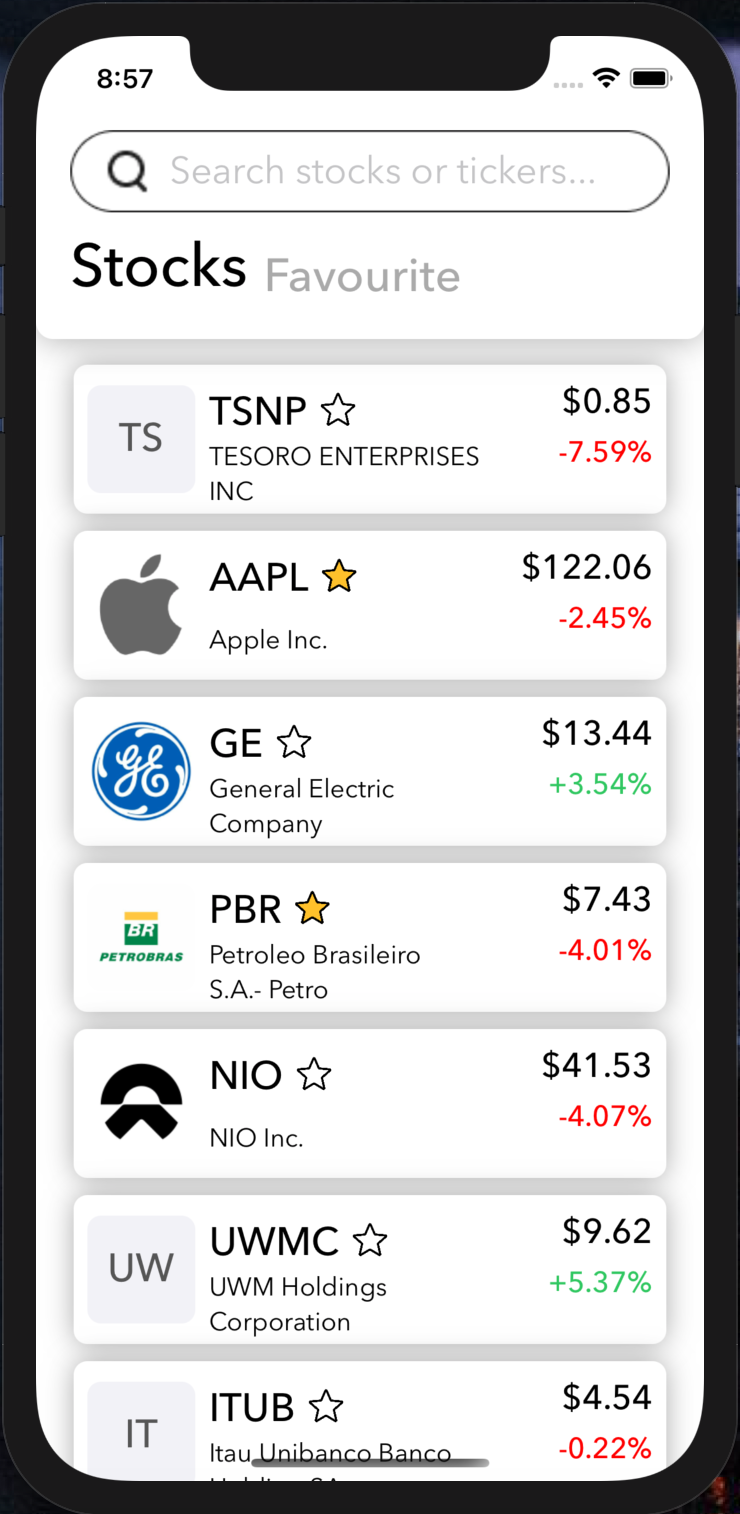 8:57
Search stocks or tickers...
Stocks Favourite
TS
TSNP
$0.85
TESORO ENTERPRISES
INC
-7.59%
AAPL
$122.06
-2.45%
Apple Inc.
GE
GE
$13.44
General Electric
Company
+3.54%
BR
PETROBRAS
PBR
$7.43
Petroleo Brasileiro
S.A.- Petro
-4.01%
NIO
$41.53
-4.07%
NIO Inc.
UW
UWMC
$9.62
UWM Holdings
Corporation
+5.37%
IT
ITUB
$4.54
Itau Unibanco Banco
-0.22%